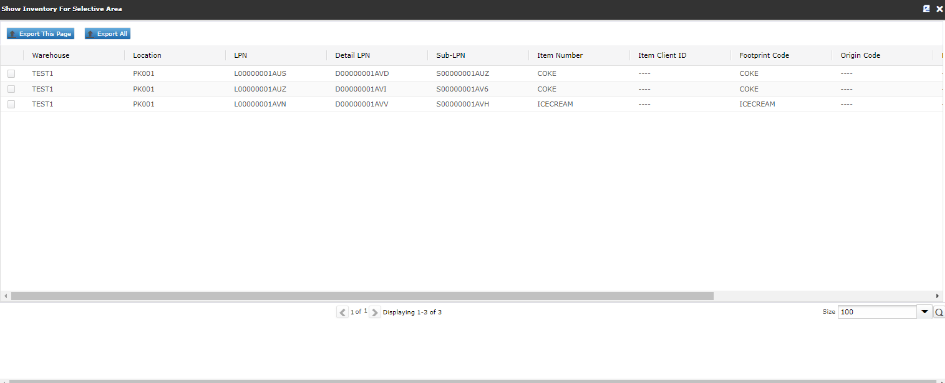 Show Inventory For Selective Area
Export This Page Export All
Warehouse Location LPN Detail LPN Sub-LPN Item Number Item Client ID Footprint Code Origin Code
TEST1 PK001 L00000001AUS D00000001AVD S00000001AUZ COKE ---- COKE ----
TEST1 PK001 L00000001AUZ D00000001AVI S00000001AV6 COKE ---- COKE ----
TEST1 PK001 L00000001AVN D00000001AVV S00000001AVH ICECREAM ---- ICECREAM ----
1 of 1 Displaying 1-3 of 3 Size 100